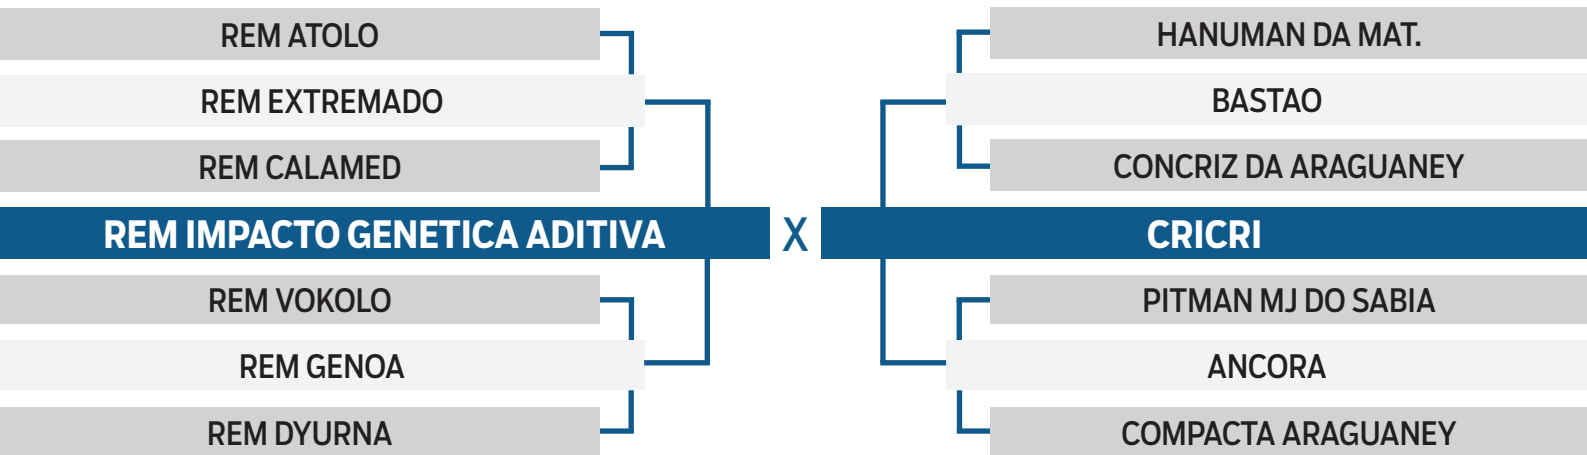 REM ATOLO
REM EXTREMADO
REM CALAMED
REM IMPACTO GENETICA ADITIVA
REM VOKOLO
REM GENOA
REM DYURNA
X
HANUMAN DA MAT.
BASTAO
CONCRIZ DA ARAGUANEY
CRICRI
PITMAN MJ DO SABIA
ANCORA
COMPACTA ARAGUANEY